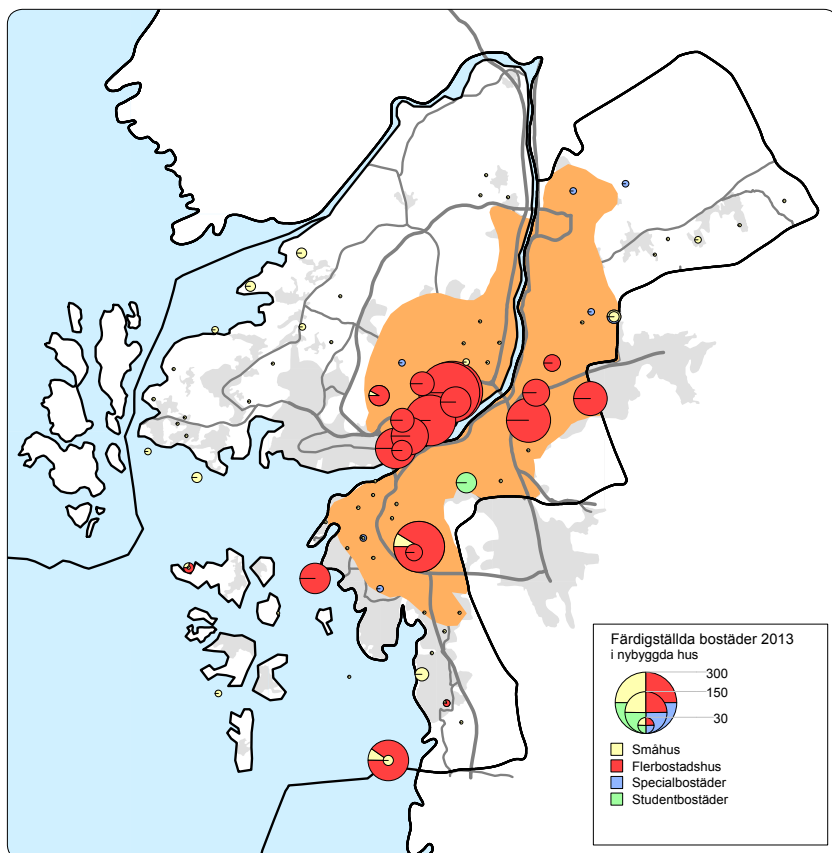 Färdigställda bostäder 2013
i nybyggda hus
300
150
30
Småhus
Flerbostadshus
Specialbostäder
Studentbostäder